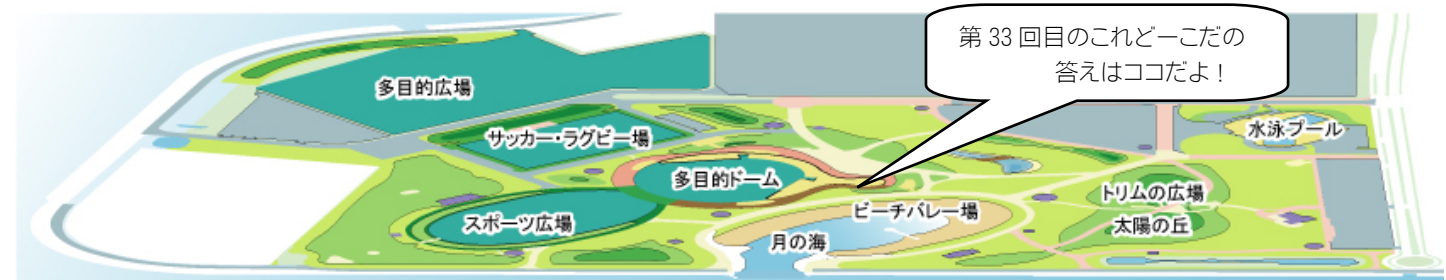 第33回目のこれどーこだの
答えはココだよ！
多目的広場
サッカー・ラグビー場
水泳プール
多目的ドーム
トリムの広場
ビーチバレー場
スポーツ広場
太陽の丘
月の海